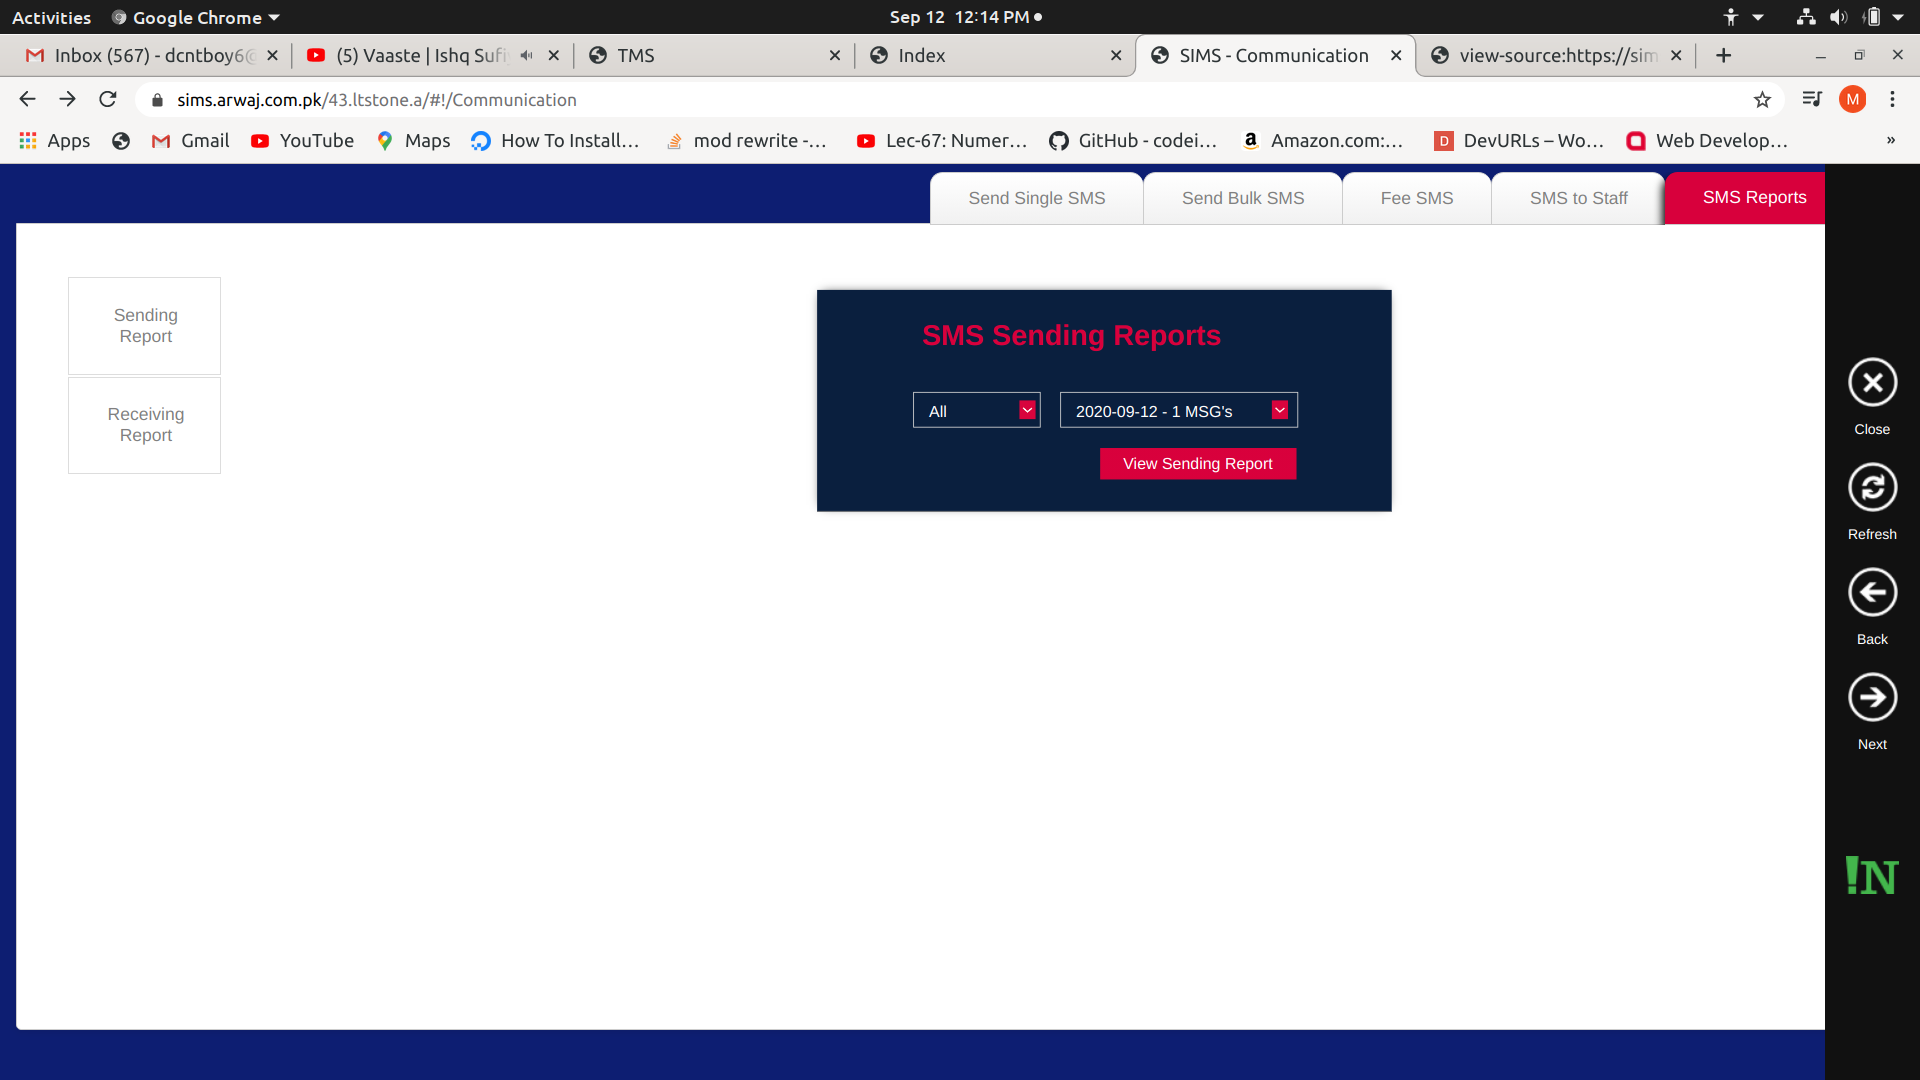 Activities Google Chrome Sep 12 12:14 PM
Inbox (567) - dcntboy6@ (5) Vaaste | Ishq Sufi TMS Index SIMS - Communication view-source:https://sim
sims.arwaj.com.pk/43.ltstone.a/#!/Communication M
Apps Gmail YouTube Maps How To Install… mod rewrite -… Lec-67: Numer… GitHub - codei… Amazon.com:… DevURLs – Wo… Web Develop… »
Send Single SMS Send Bulk SMS Fee SMS SMS to Staff SMS Reports
Sending
Report
Receiving
Report
SMS Sending Reports
All 2020-09-12 - 1 MSG's
View Sending Report
Close
Refresh
Back
Next
!N